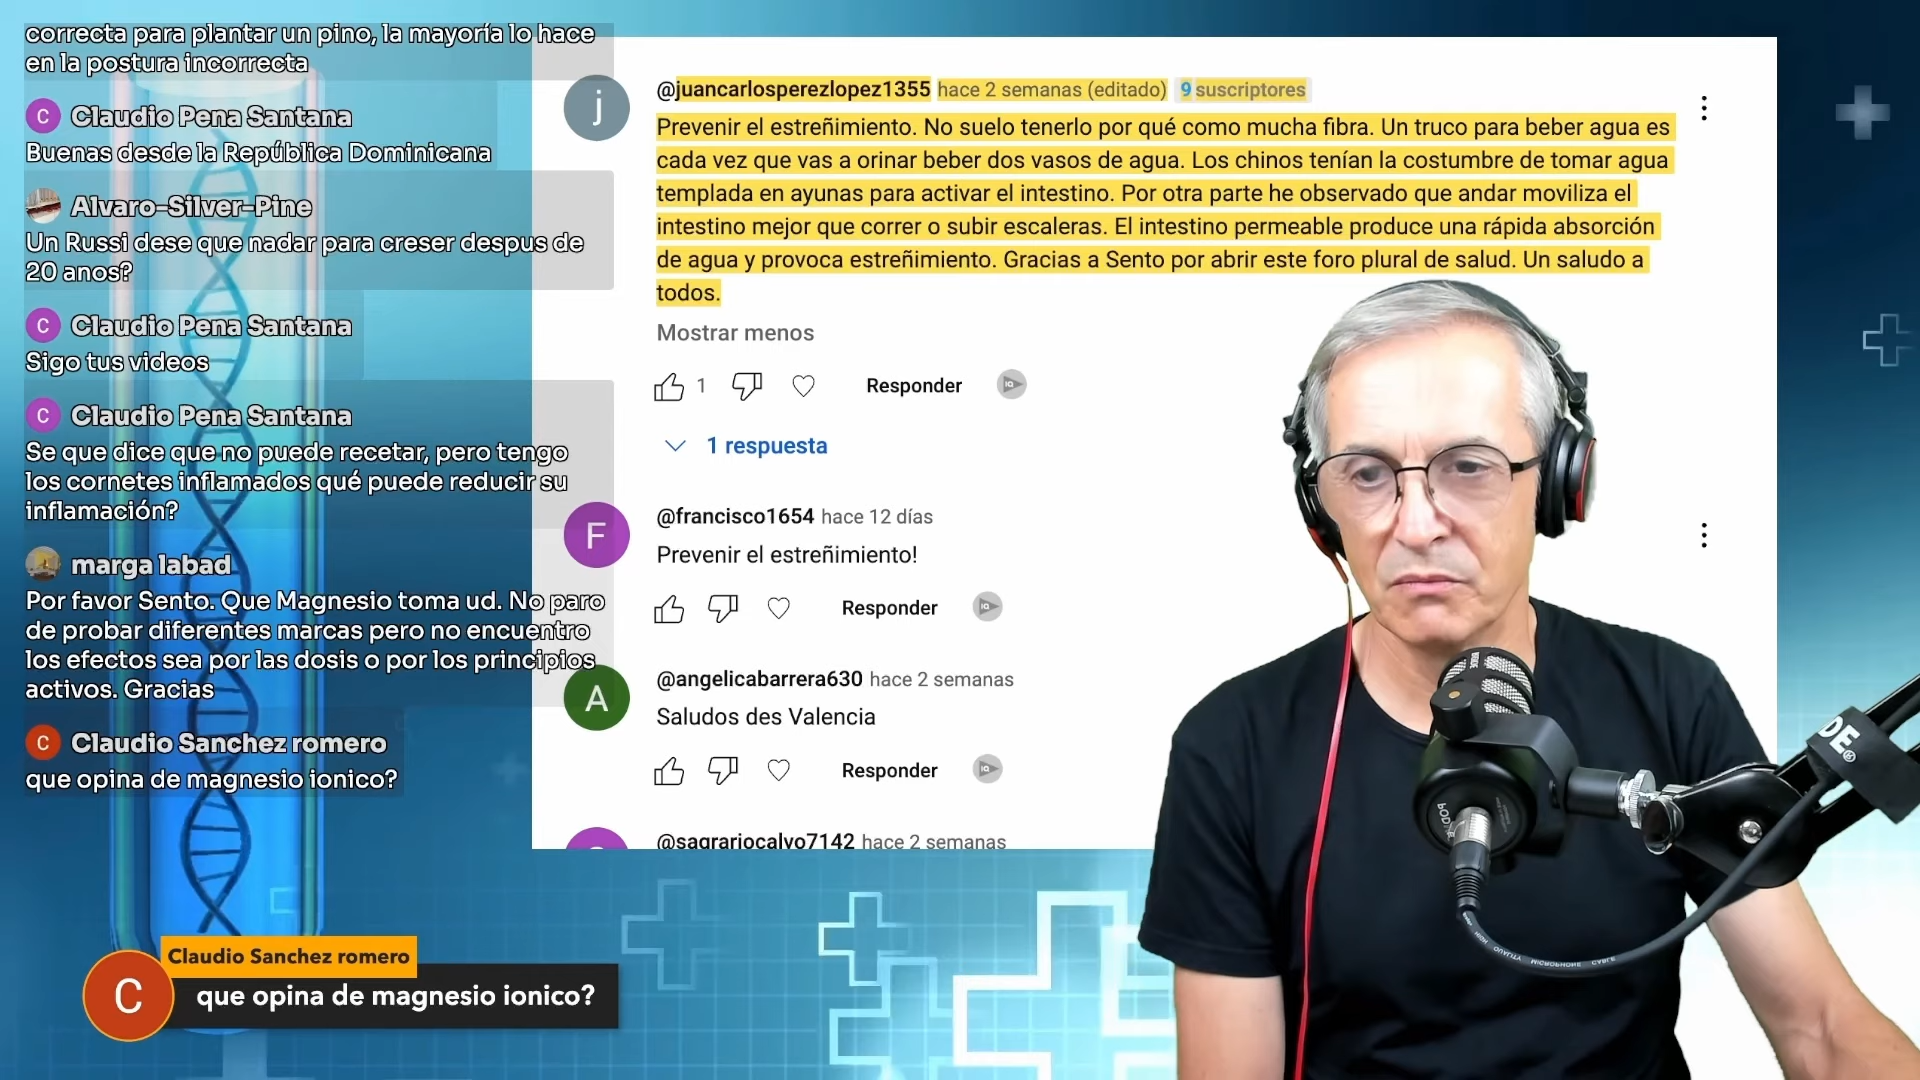 correcta para plantar un pino, la mayoría lo hace
en la postura incorrecta
C Claudio Pena Santana
Buenas desde la República Dominicana
Alvaro-Silver-Pine
Un Russi dese que nadar para creser despus de
20 anos?
C Claudio Pena Santana
Sigo tus videos
C Claudio Pena Santana
Se que dice que no puede recetar, pero tengo
los cornetes inflamados qué puede reducir su
inflamación?
marga labad
Por favor Sento. Que Magnesio toma ud. No paro
de probar diferentes marcas pero no encuentro
los efectos sea por las dosis o por los principios
activos. Gracias
C Claudio Sanchez romero
que opina de magnesio ionico?
j
@juancarlosperezlopez1355 hace 2 semanas (editado) 9 suscriptores
Prevenir el estreñimiento. No suelo tenerlo por qué como mucha fibra. Un truco para beber agua es
cada vez que vas a orinar beber dos vasos de agua. Los chinos tenían la costumbre de tomar agua
templada en ayunas para activar el intestino. Por otra parte he observado que andar moviliza el
intestino mejor que correr o subir escaleras. El intestino permeable produce una rápida absorción
de agua y provoca estreñimiento. Gracias a Sento por abrir este foro plural de salud. Un saludo a
todos.
Mostrar menos
1 Responder
1 respuesta
F
@francisco1654 hace 12 días
Prevenir el estreñimiento!
Responder
A
@angelicabarrera630 hace 2 semanas
Saludos des Valencia
Responder
@sagrariocalvo7142 hace 2 semanas
Claudio Sanchez romero
C que opina de magnesio ionico?